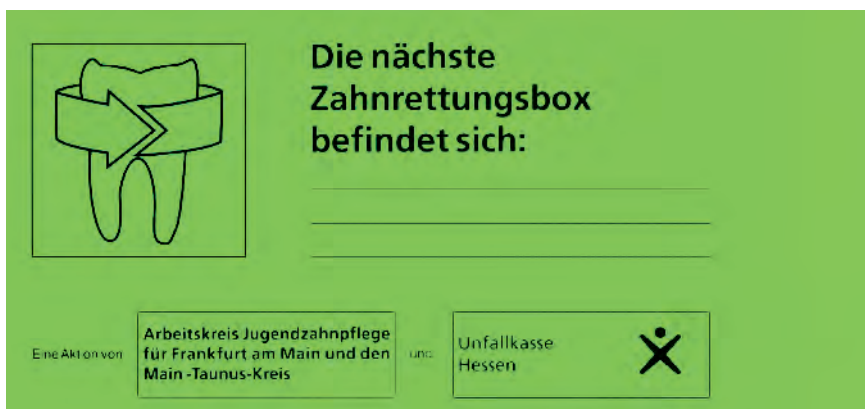 Die nächste
Zahnrettungsbox
befindet sich:
Eine Aktion von
Arbeitskreis Jugendzahnpflege
für Frankfurt am Main und den
Main-Taunus-Kreis
und
Unfallkasse
Hessen